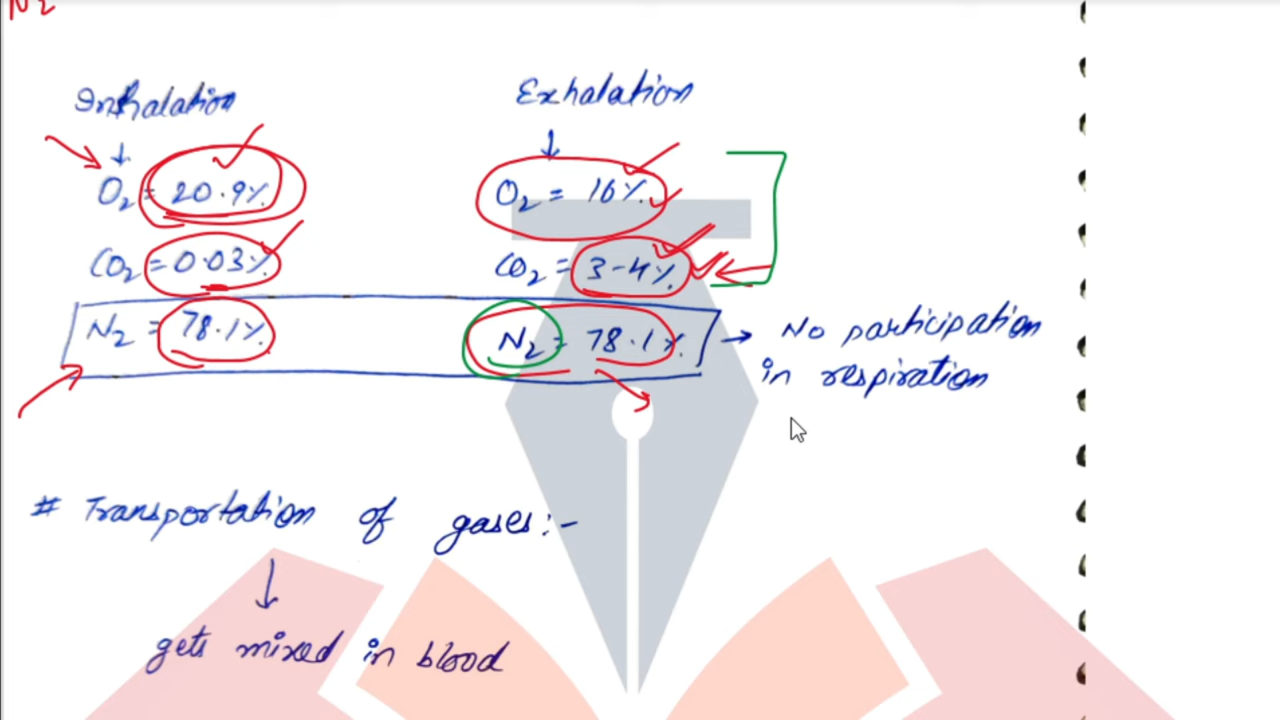 N2
Inhalation
Exhalation
↓
↓
O2 = 20.9%
O2 = 16%
CO2 = 0.03%
CO2 = 3-4%
N2 = 78.1%
N2 = 78.1% → No participation
in respiration
# Transportation of gases:-
↓
gets mixed in blood